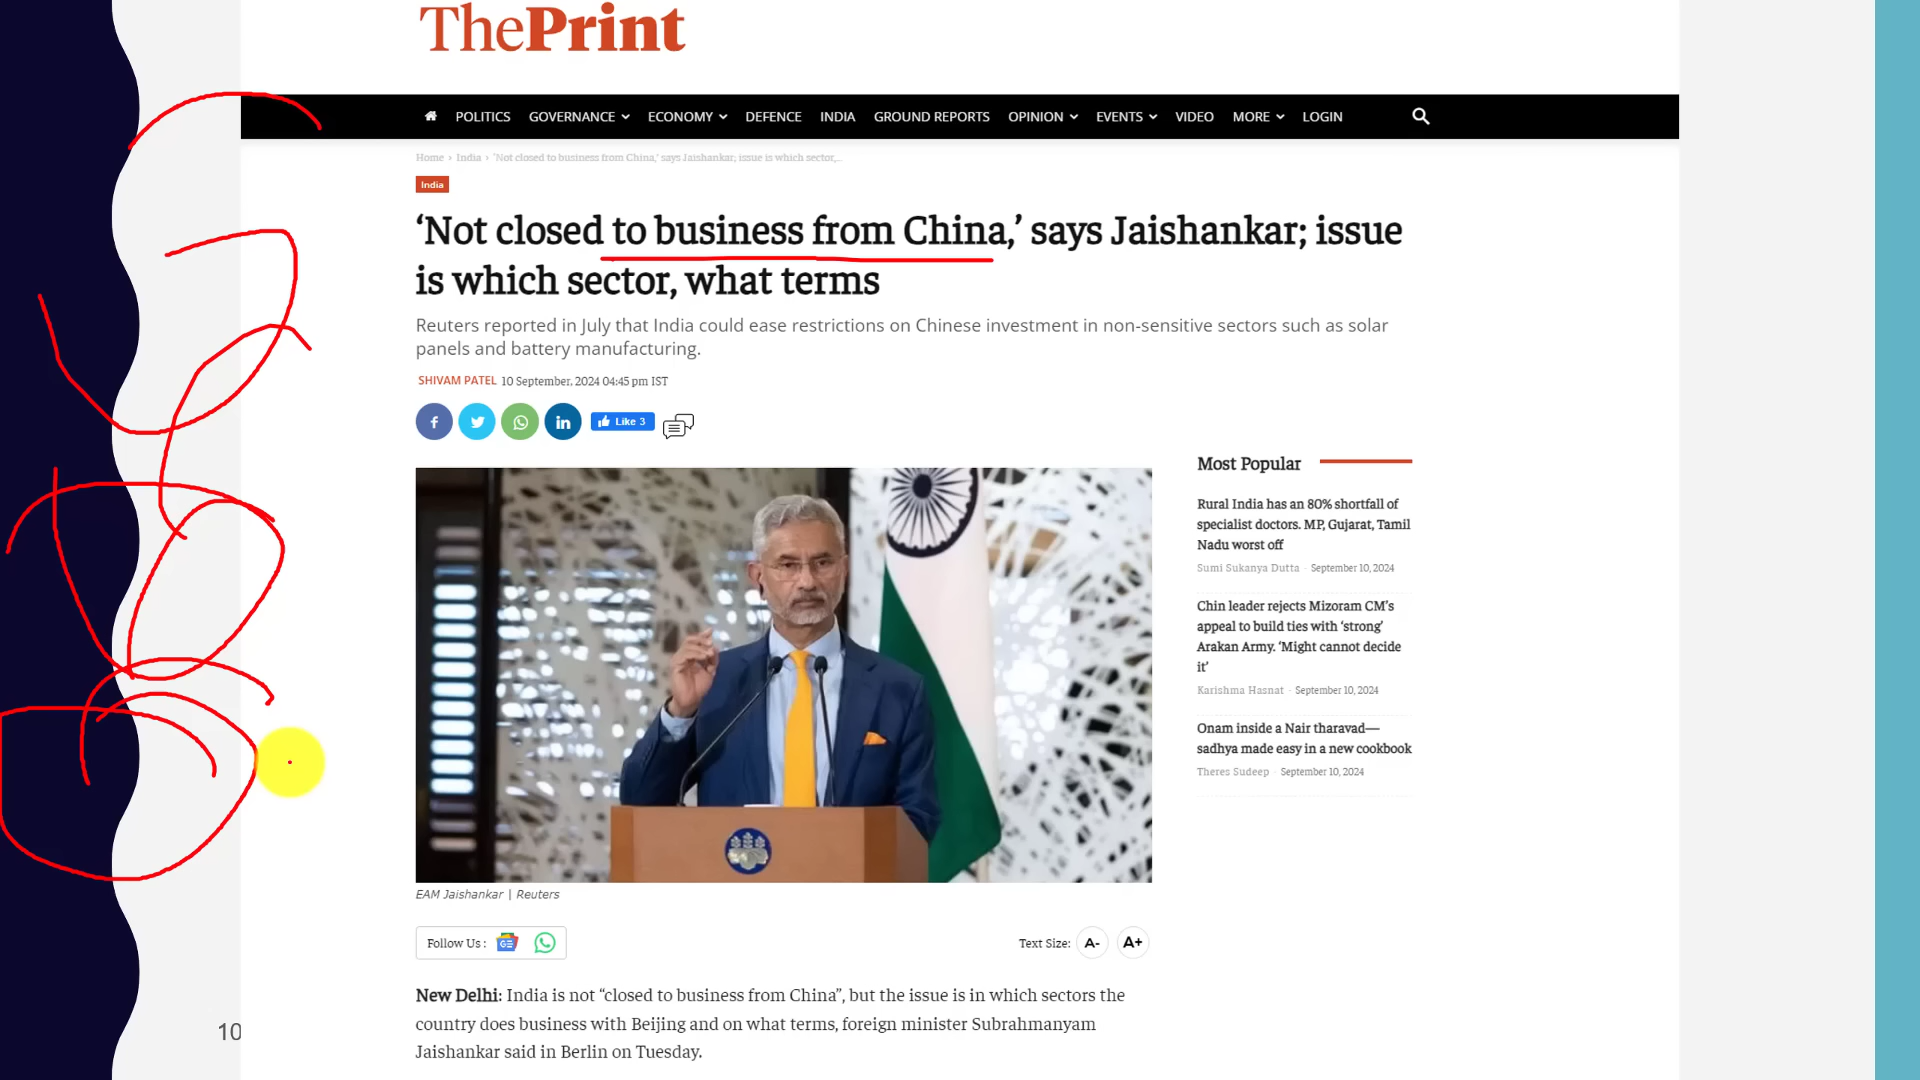 ThePrint
POLITICS GOVERNANCE ECONOMY DEFENCE INDIA GROUND REPORTS OPINION EVENTS VIDEO MORE LOGIN
Home › India › ‘Not closed to business from China,’ says Jaishankar; issue is which sector,...
India
‘Not closed to business from China,’ says Jaishankar; issue
is which sector, what terms
Reuters reported in July that India could ease restrictions on Chinese investment in non-sensitive sectors such as solar
panels and battery manufacturing.
SHIVAM PATEL 10 September, 2024 04:45 pm IST
f in Like 3
EAM Jaishankar | Reuters
Follow Us : GE
Text Size: A- A+
New Delhi: India is not “closed to business from China”, but the issue is in which sectors the
country does business with Beijing and on what terms, foreign minister Subrahmanyam
Jaishankar said in Berlin on Tuesday.
Most Popular
Rural India has an 80% shortfall of
specialist doctors. MP, Gujarat, Tamil
Nadu worst off
Sumi Sukanya Dutta - September 10, 2024
Chin leader rejects Mizoram CM’s
appeal to build ties with ‘strong’
Arakan Army. ‘Might cannot decide
it’
Karishma Hasnat - September 10, 2024
Onam inside a Nair tharavad—
sadhya made easy in a new cookbook
Theres Sudeep - September 10, 2024
10